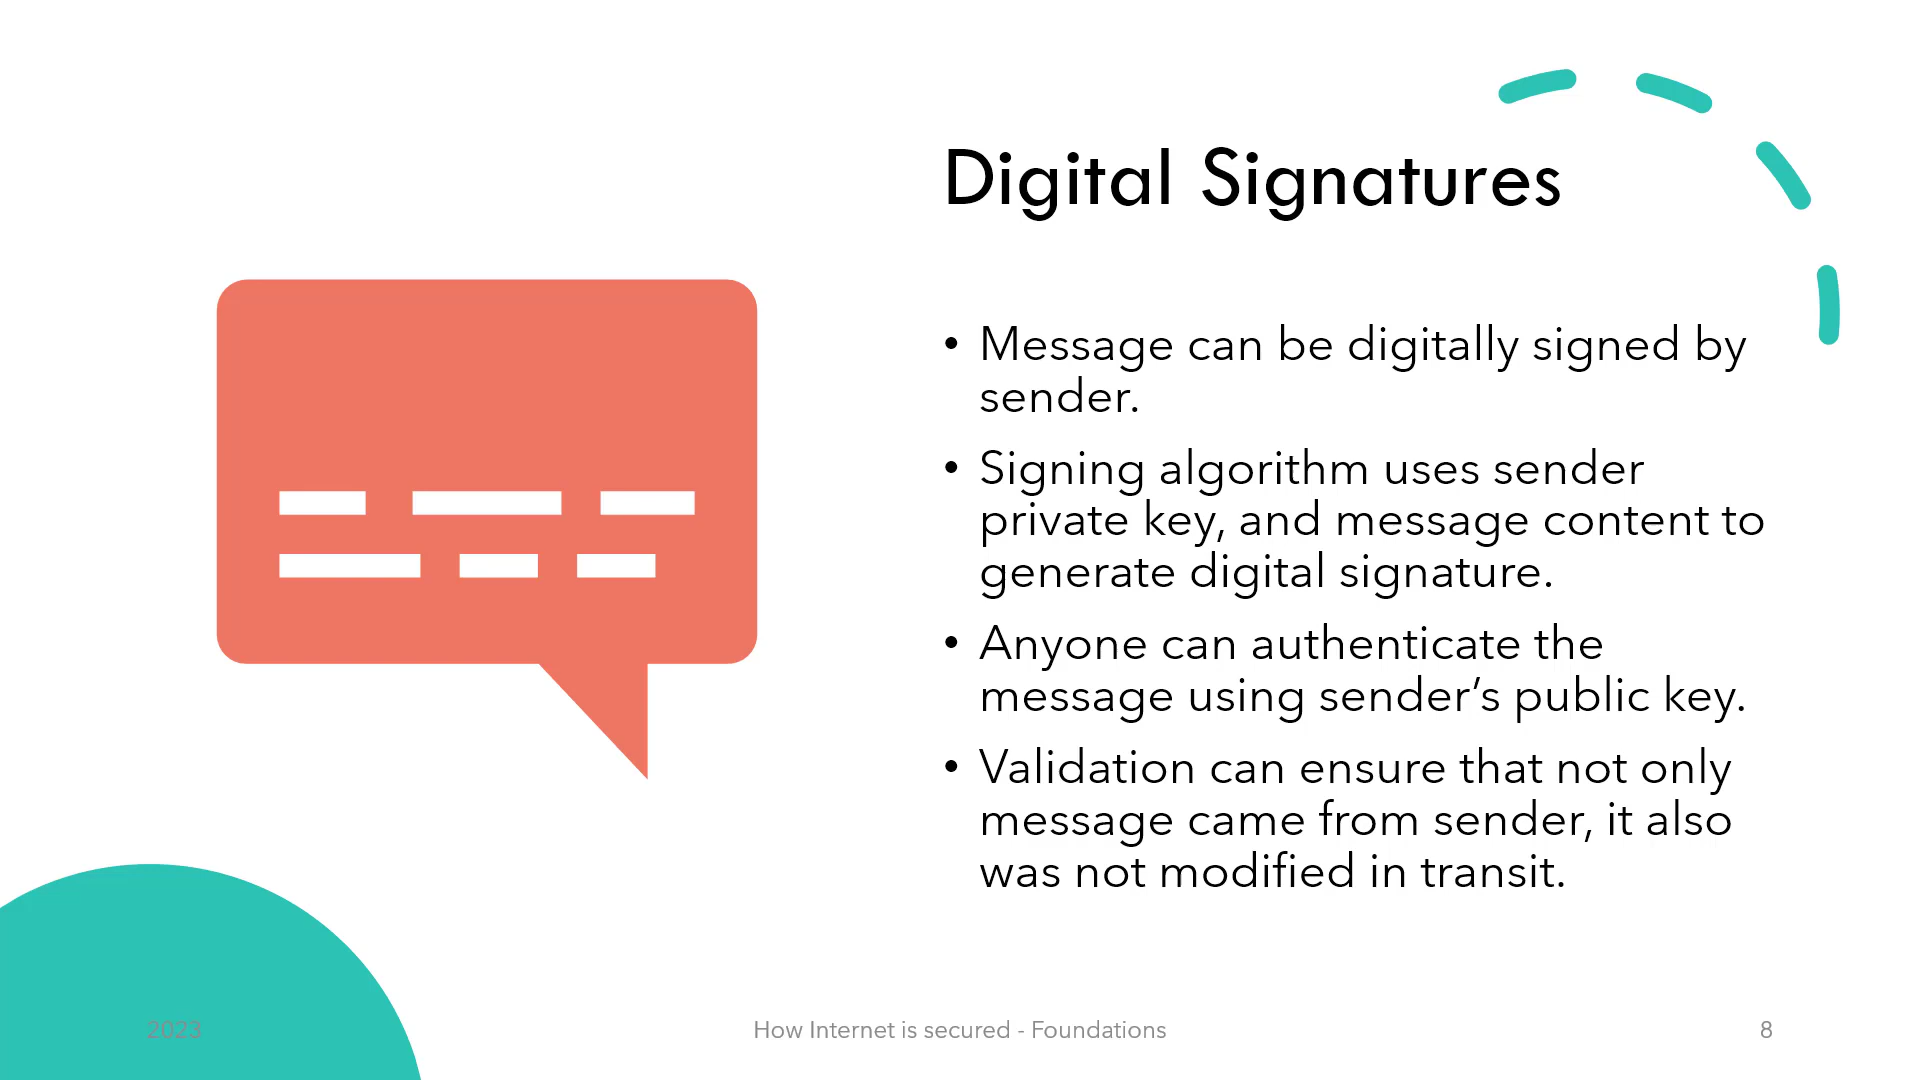 Digital Signatures
• Message can be digitally signed by
sender.
• Signing algorithm uses sender
private key, and message content to
generate digital signature.
• Anyone can authenticate the
message using sender’s public key.
• Validation can ensure that not only
message came from sender, it also
was not modified in transit.
2023
How Internet is secured - Foundations
8